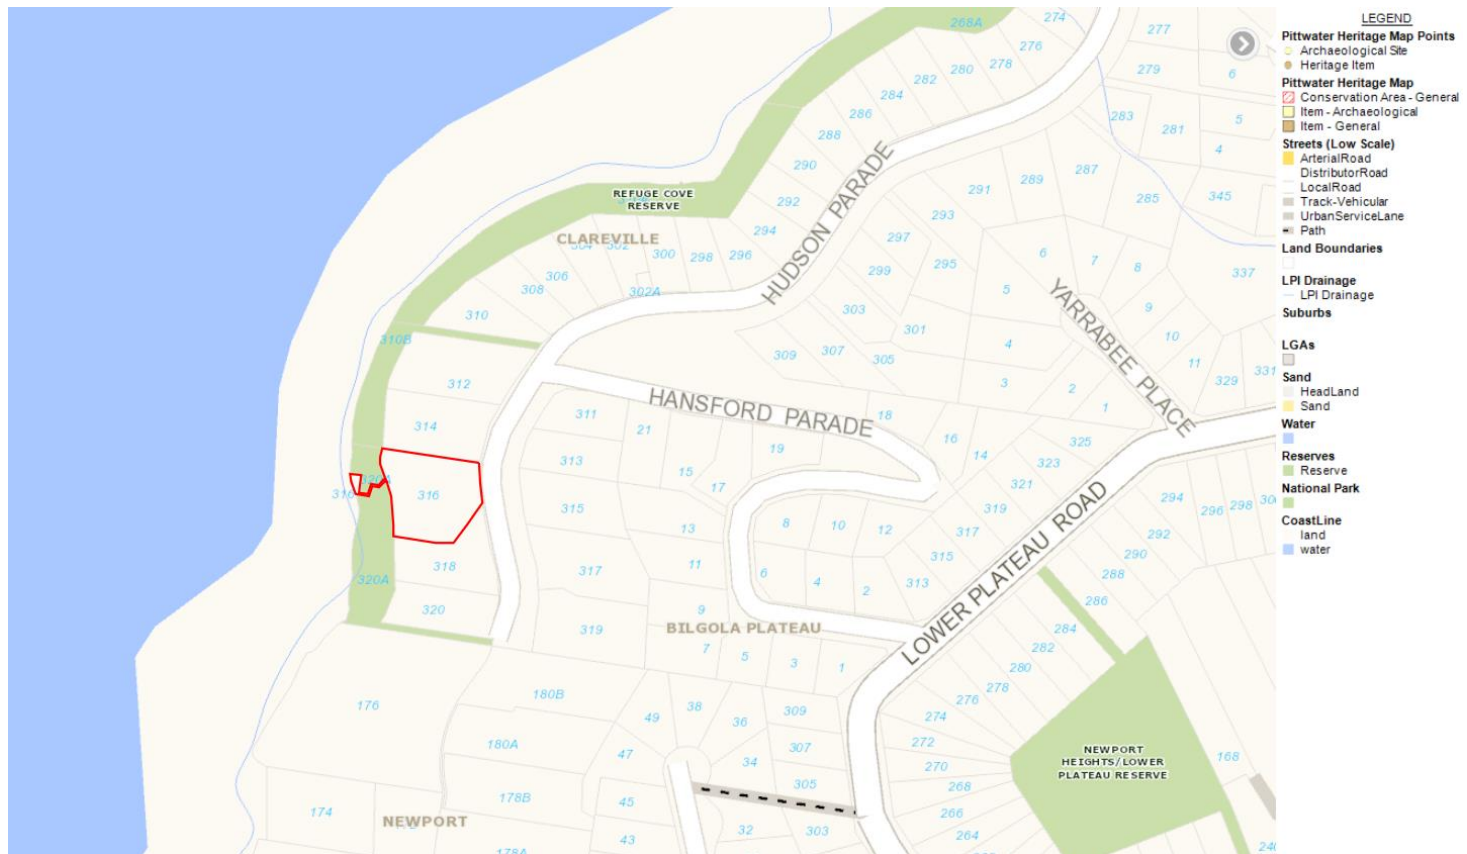 268A
274
277
276
278
280
282
284
286
288
290
292
279
6
283
281
5
4
HUDSON PARADE
291
289
287
285
345
REFUGE COVE
RESERVE
CLAREVILLE
293
294
297
300
298
296
295
299
6
7
8
337
306
308
302A
303
5
YARRABEE PLACE
9
310
301
10
310B
309
307
305
4
11
331
329
312
3
2
1
HANSFORD PARADE
311
18
314
21
19
16
325
313
15
14
323
17
321
316
315
319
294
296
298
13
8
10
12
317
292
LOWER PLATEAU ROAD
315
290
11
318
317
6
4
2
313
288
320A
286
320
9
319
BILGOLA PLATEAU
284
7
5
3
1
282
280
278
176
180B
38
276
49
36
309
274
180A
272
47
34
307
270
NEWPORT
HEIGHTS/LOWER
PLATEAU RESERVE
168
305
268
178B
45
266
174
NEWPORT
32
303
264
43
178A
LEGEND
Pittwater Heritage Map Points
Archaeological Site
Heritage Item
Pittwater Heritage Map
Conservation Area - General
Item - Archaeological
Item - General
Streets (Low Scale)
ArterialRoad
DistributorRoad
LocalRoad
Track-Vehicular
UrbanServiceLane
Path
Land Boundaries
LPI Drainage
LPI Drainage
Suburbs
LGAs
Sand
HeadLand
Sand
Water
Reserves
Reserve
National Park
CoastLine
land
water